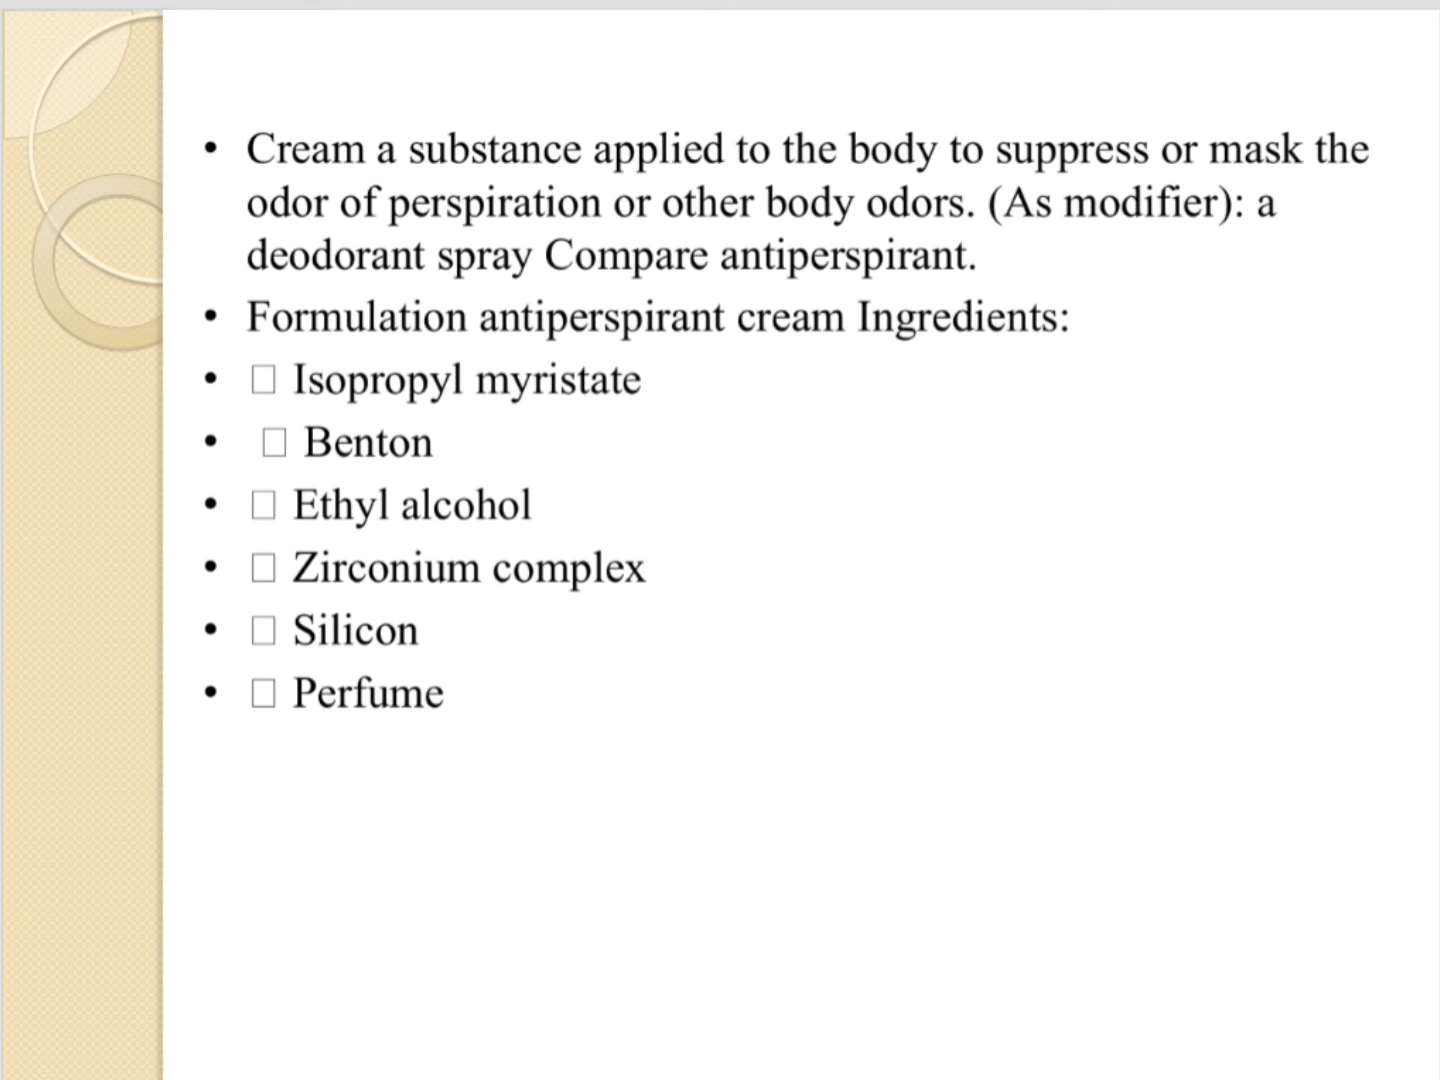 • Cream a substance applied to the body to suppress or mask the
odor of perspiration or other body odors. (As modifier): a
deodorant spray Compare antiperspirant.
• Formulation antiperspirant cream Ingredients:
• □ Isopropyl myristate
• □ Benton
• □ Ethyl alcohol
• □ Zirconium complex
• □ Silicon
• □ Perfume